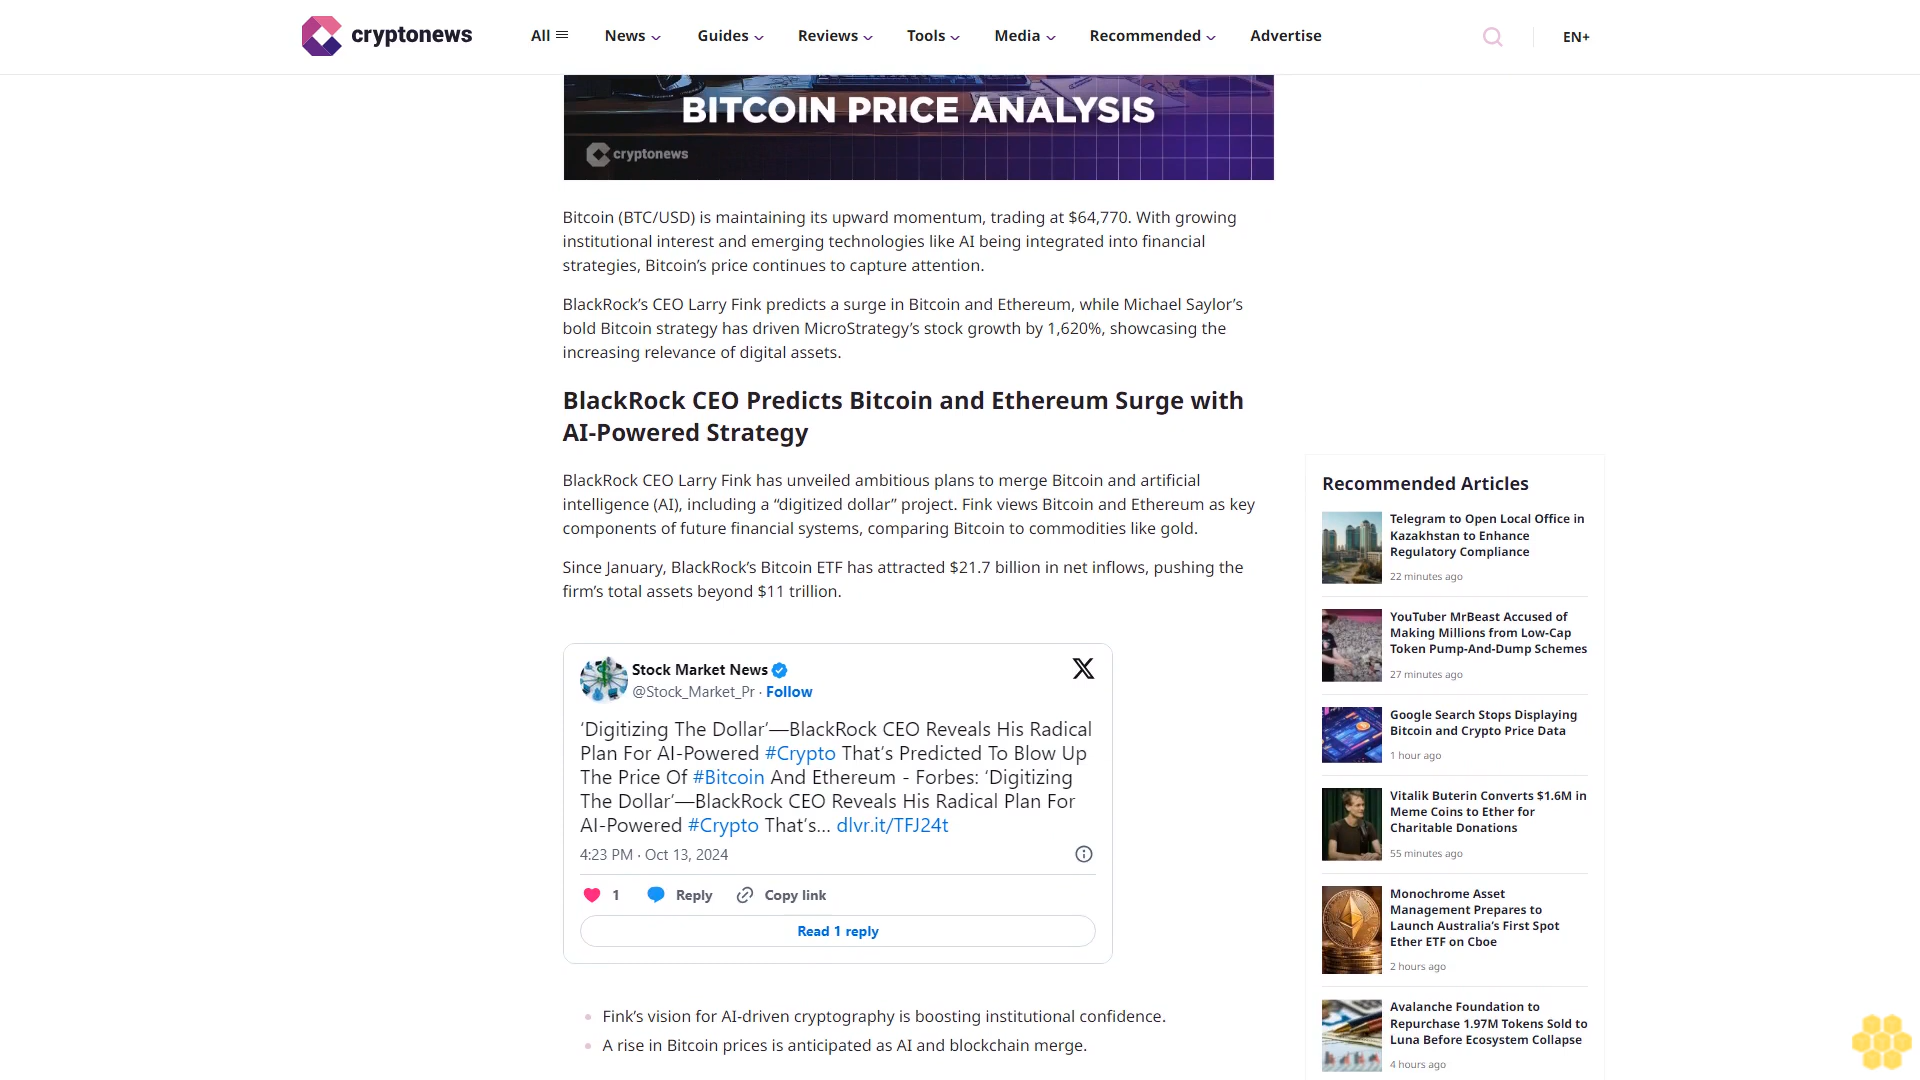 cryptonews
All
News
Guides
Reviews
Tools
Media
Recommended
Advertise
EN+
BITCOIN PRICE ANALYSIS
cryptonews
Bitcoin (BTC/USD) is maintaining its upward momentum, trading at $64,770. With growing
institutional interest and emerging technologies like AI being integrated into financial
strategies, Bitcoin’s price continues to capture attention.
BlackRock’s CEO Larry Fink predicts a surge in Bitcoin and Ethereum, while Michael Saylor’s
bold Bitcoin strategy has driven MicroStrategy’s stock growth by 1,620%, showcasing the
increasing relevance of digital assets.
BlackRock CEO Predicts Bitcoin and Ethereum Surge with
AI-Powered Strategy
BlackRock CEO Larry Fink has unveiled ambitious plans to merge Bitcoin and artificial
intelligence (AI), including a “digitized dollar” project. Fink views Bitcoin and Ethereum as key
components of future financial systems, comparing Bitcoin to commodities like gold.
Since January, BlackRock’s Bitcoin ETF has attracted $21.7 billion in net inflows, pushing the
firm’s total assets beyond $11 trillion.
Stock Market News
@Stock_Market_Pr · Follow
‘Digitizing The Dollar’—BlackRock CEO Reveals His Radical
Plan For AI-Powered #Crypto That’s Predicted To Blow Up
The Price Of #Bitcoin And Ethereum - Forbes: ‘Digitizing
The Dollar’—BlackRock CEO Reveals His Radical Plan For
AI-Powered #Crypto That’s... dlvr.it/TFJ24t
4:23 PM · Oct 13, 2024
1
Reply
Copy link
Read 1 reply
Fink’s vision for AI-driven cryptography is boosting institutional confidence.
A rise in Bitcoin prices is anticipated as AI and blockchain merge.
Recommended Articles
Telegram to Open Local Office in
Kazakhstan to Enhance
Regulatory Compliance
22 minutes ago
YouTuber MrBeast Accused of
Making Millions from Low-Cap
Token Pump-And-Dump Schemes
27 minutes ago
Google Search Stops Displaying
Bitcoin and Crypto Price Data
1 hour ago
Vitalik Buterin Converts $1.6M in
Meme Coins to Ether for
Charitable Donations
55 minutes ago
Monochrome Asset
Management Prepares to
Launch Australia’s First Spot
Ether ETF on Cboe
2 hours ago
Avalanche Foundation to
Repurchase 1.97M Tokens Sold to
Luna Before Ecosystem Collapse
4 hours ago